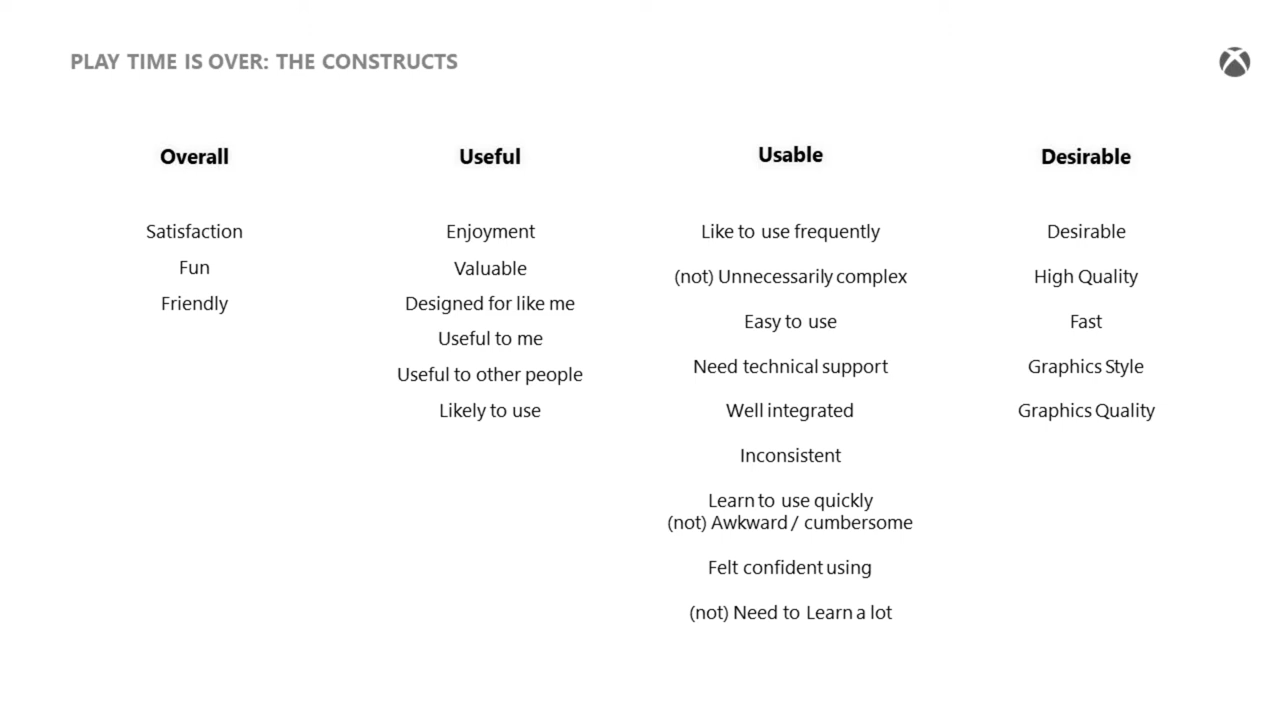 PLAY TIME IS OVER: THE CONSTRUCTS
Overall
Satisfaction
Fun
Friendly
Useful
Enjoyment
Valuable
Designed for like me
Useful to me
Useful to other people
Likely to use
Usable
Like to use frequently
(not) Unnecessarily complex
Easy to use
Need technical support
Well integrated
Inconsistent
Learn to use quickly
(not) Awkward / cumbersome
Felt confident using
(not) Need to Learn a lot
Desirable
Desirable
High Quality
Fast
Graphics Style
Graphics Quality